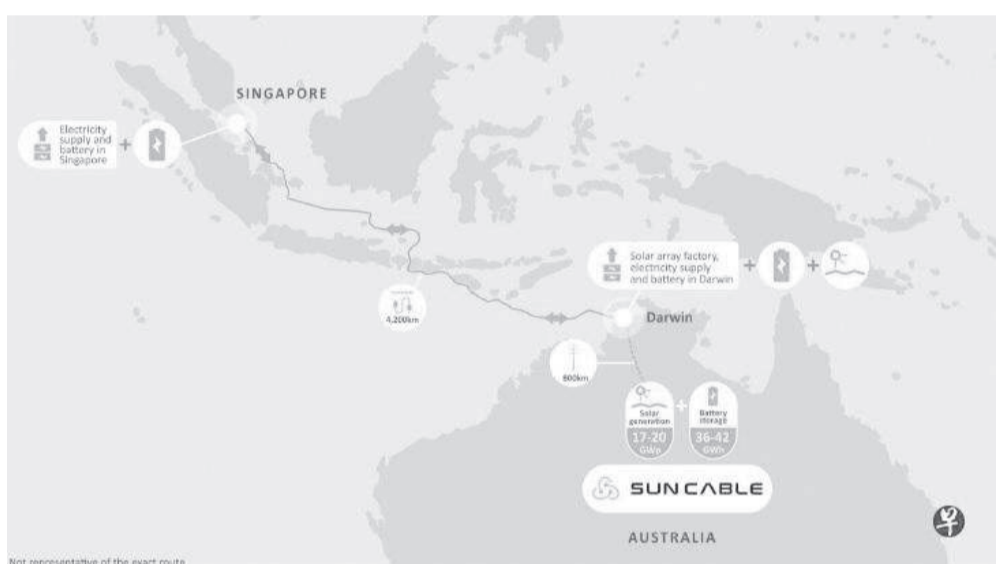 SINGAPORE
Electricity
supply and
battery in
Singapore
+
Solar array factory,
electricity supply
and battery in Darwin
+
+
4,200km
Darwin
800km
Solar
generation
17-20
GWp
+
Battery
storage
36-42
GWh
SUN CABLE
AUSTRALIA
早
Not representative of the exact route